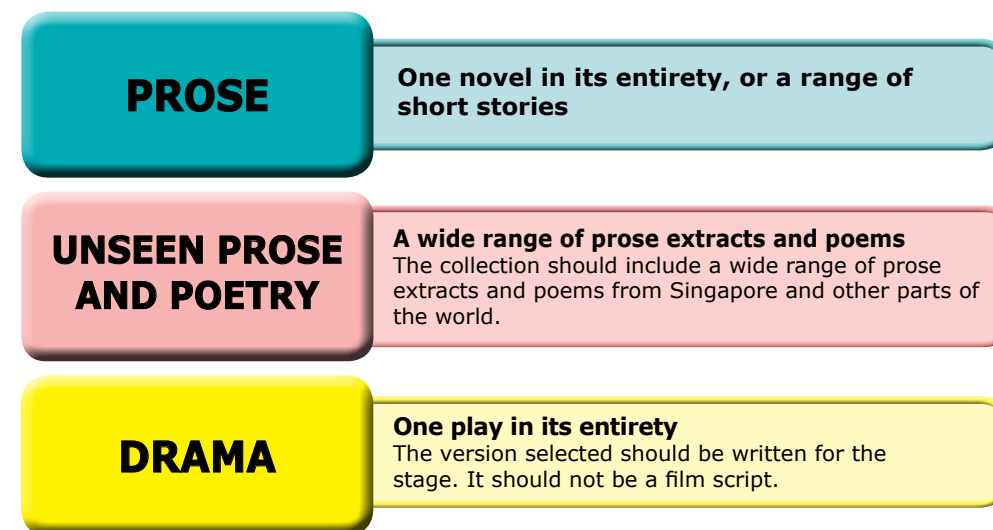 PROSE
One novel in its entirety, or a range of
short stories
UNSEEN PROSE
AND POETRY
A wide range of prose extracts and poems
The collection should include a wide range of prose
extracts and poems from Singapore and other parts of
the world.
DRAMA
One play in its entirety
The version selected should be written for the
stage. It should not be a film script.